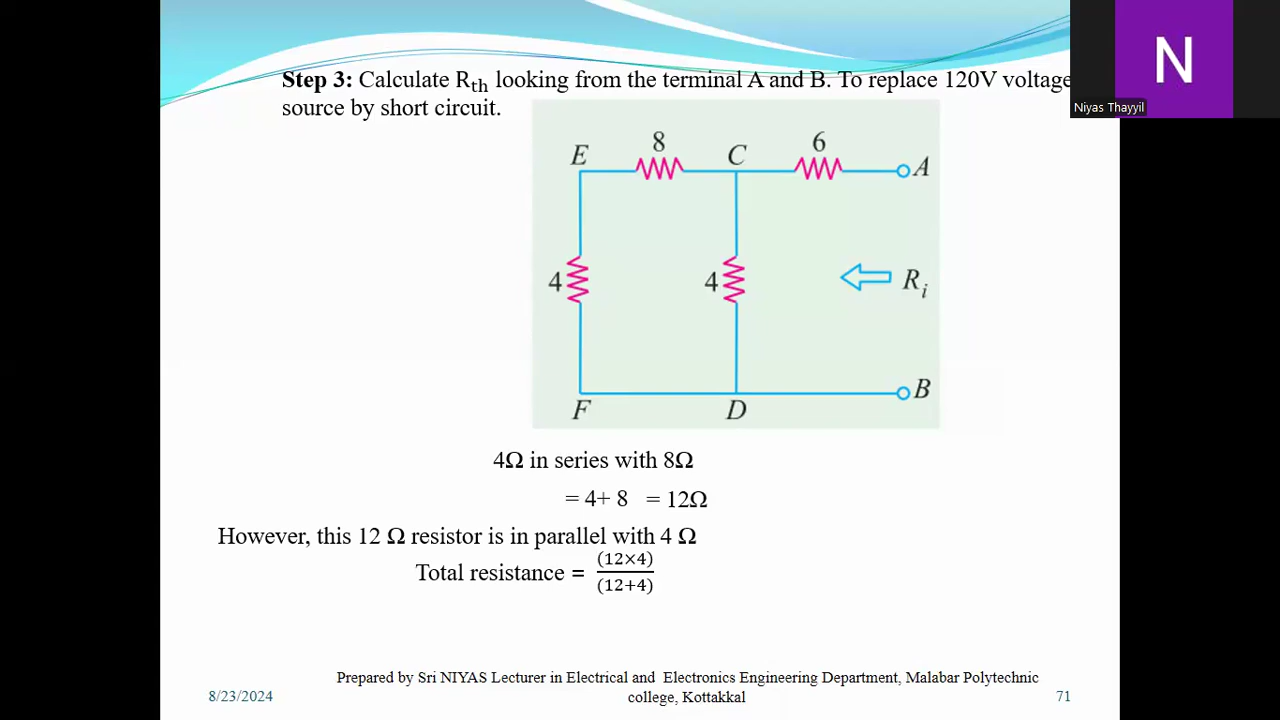 Step 3: Calculate Rth looking from the terminal A and B. To replace 120V voltage
source by short circuit.
N
Niyas Thayyil
E 8 C 6 A
4 4 Ri
F D B
4Ω in series with 8Ω
= 4+ 8 = 12Ω
However, this 12 Ω resistor is in parallel with 4 Ω
Total resistance = (12×4)
(12+4)
8/23/2024
Prepared by Sri NIYAS Lecturer in Electrical and Electronics Engineering Department, Malabar Polytechnic
college, Kottakkal
71